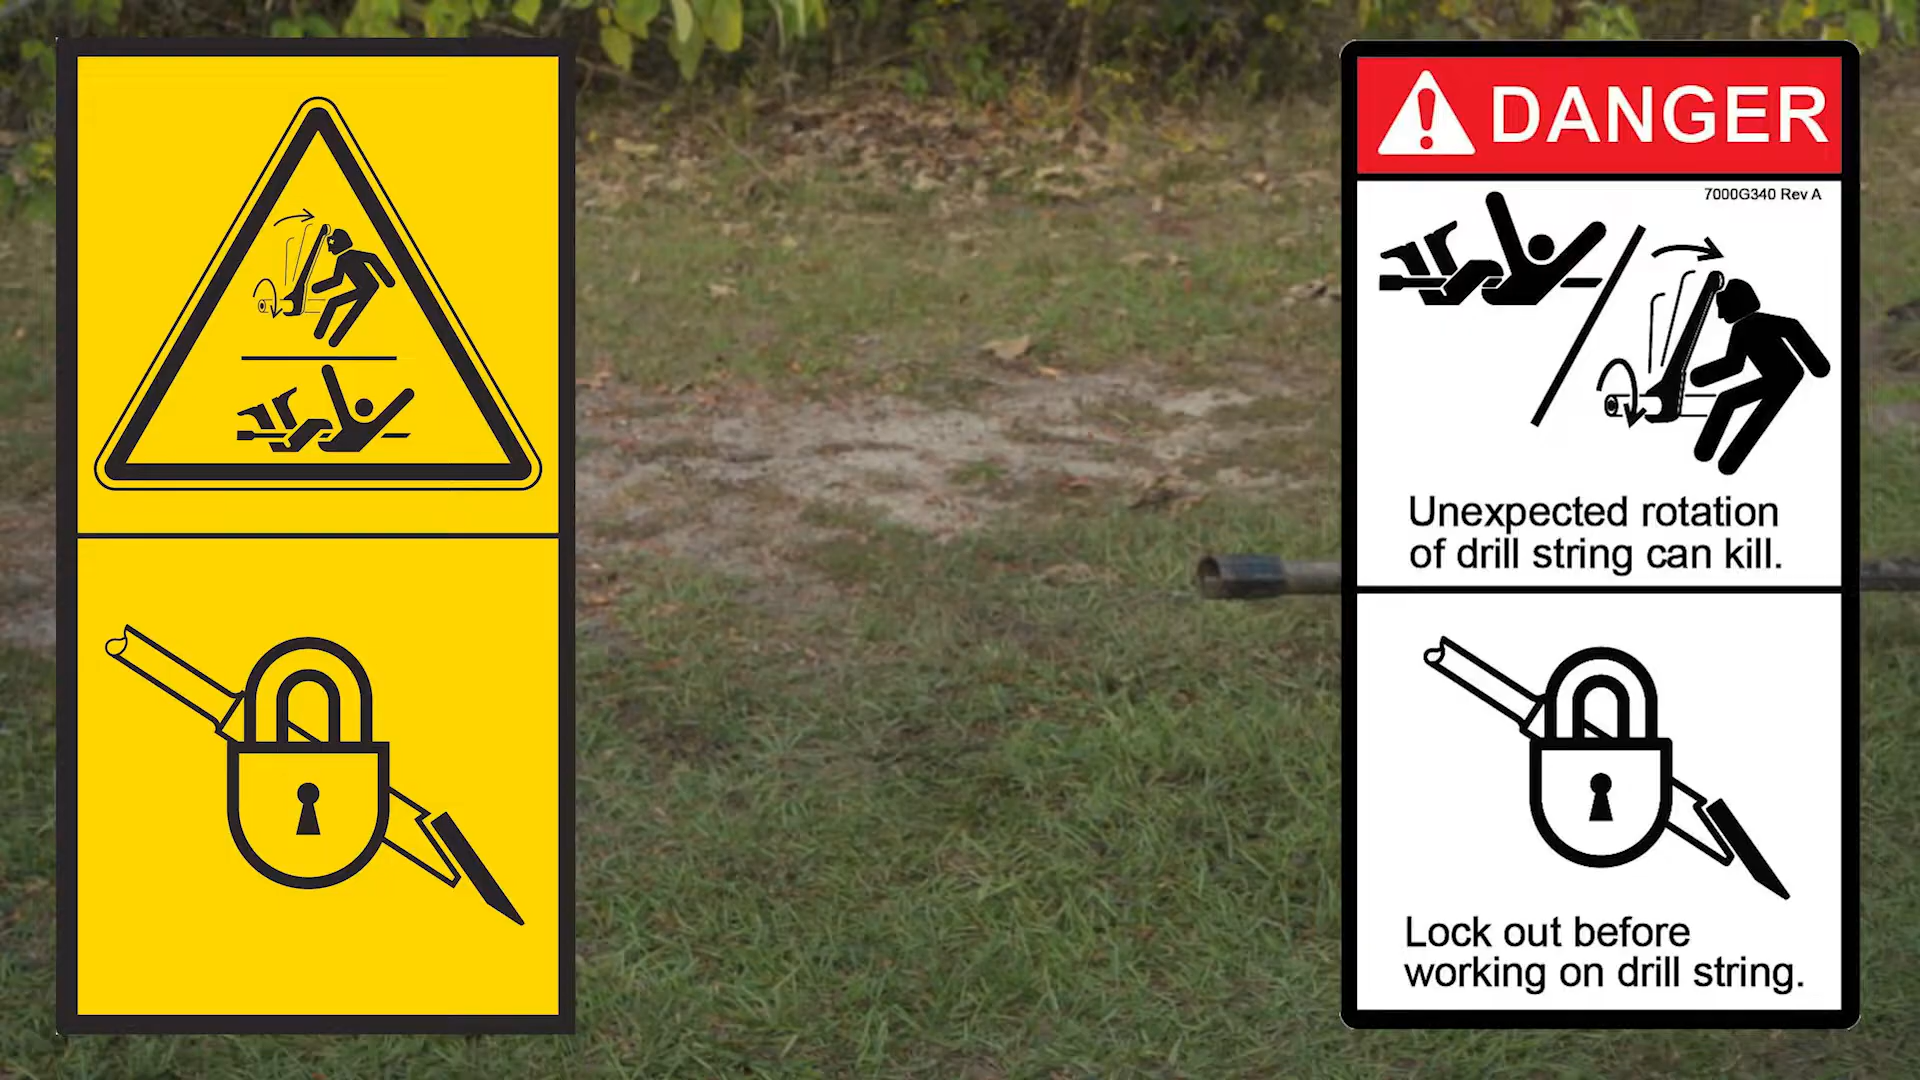 DANGER
7000G340 Rev A
Unexpected rotation
of drill string can kill.
Lock out before
working on drill string.